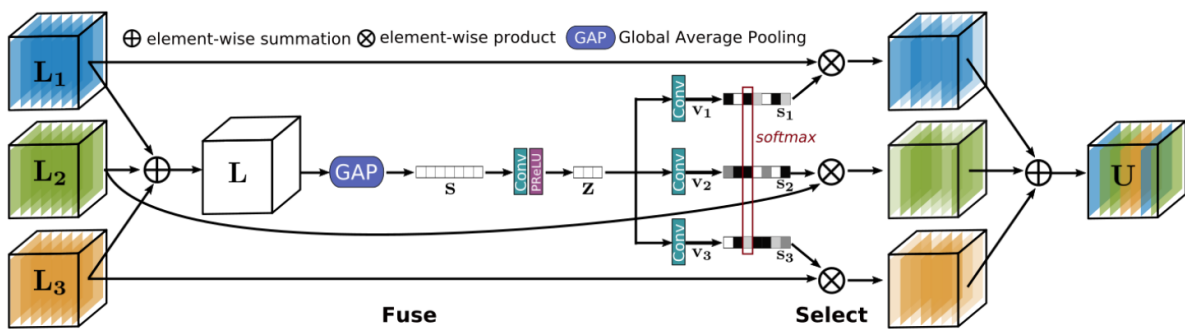 ⊕ element-wise summation ⊗ element-wise product GAP Global Average Pooling
L1
L2
L3
L
GAP
s
Conv
PReLU
z
Conv
v1
s1
softmax
Conv
v2
s2
Conv
v3
s3
U
Fuse
Select